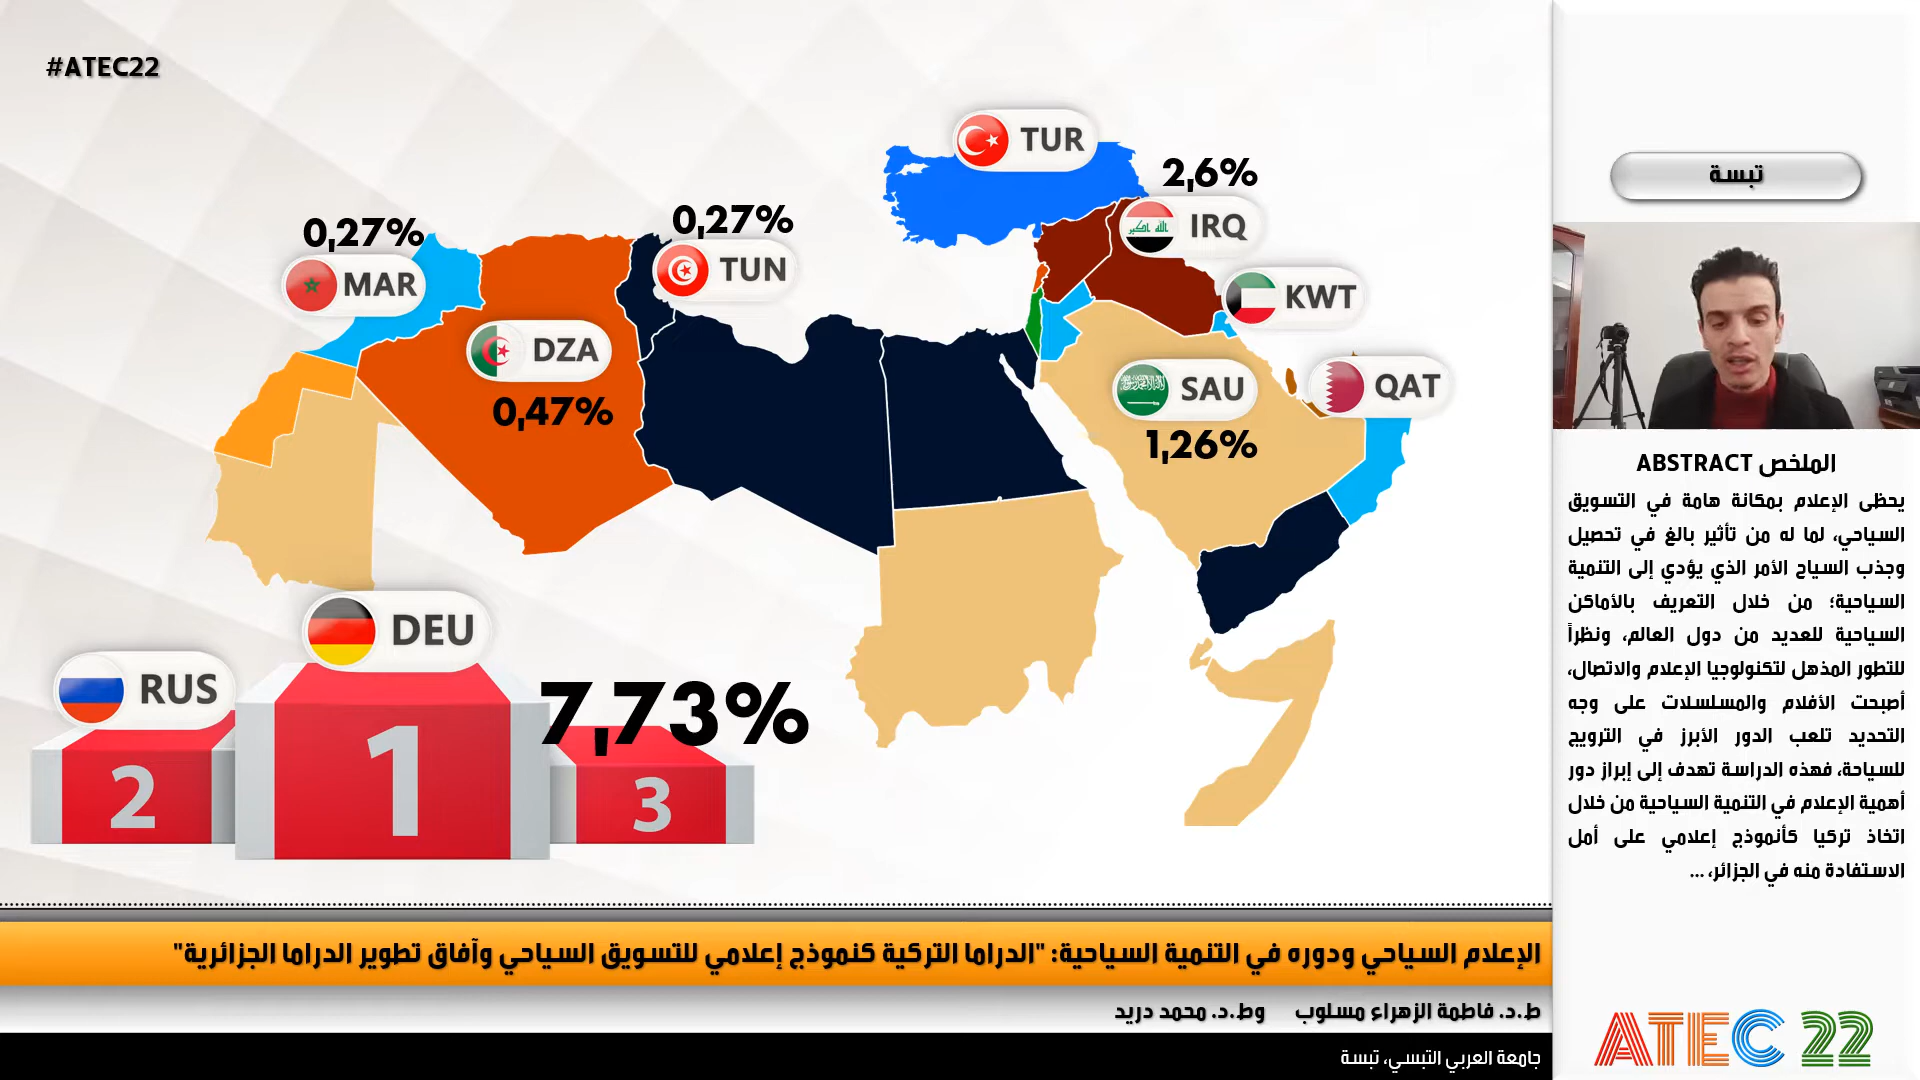 #ATEC22
TUR
2,6%
IRQ
0,27%
MAR
0,27%
TUN
KWT
DZA
0,47%
SAU
1,26%
QAT
DEU
RUS
7,73%
1
2
3
تبسة
الملخص ABSTRACT
يحظى الإعلام بمكانة هامة في التسويق
السياحي، لما له من تأثير بالغ في تحصيل
وجذب السياح الأمر الذي يؤدي إلى التنمية
السياحية؛ من خلال التعريف بالأماكن
السياحية للعديد من دول العالم، ونظراً
للتطور المذهل لتكنولوجيا الإعلام والاتصال،
أصبحت الأفلام والمسلسلات على وجه
التحديد تلعب الدور الأبرز في الترويج
للسياحة، فهذه الدراسة تهدف إلى إبراز دور
أهمية الإعلام في التنمية السياحية من خلال
اتخاذ تركيا كأنموذج إعلامي على أمل
الاستفادة منه في الجزائر، ...
الإعلام السياحي ودوره في التنمية السياحية: "الدراما التركية كنموذج إعلامي للتسويق السياحي وآفاق تطوير الدراما الجزائرية"
ط.د. فاطمة الزهراء مسلوب وط.د. محمد دريد
جامعة العربي التبسي، تبسة
ATEC 22